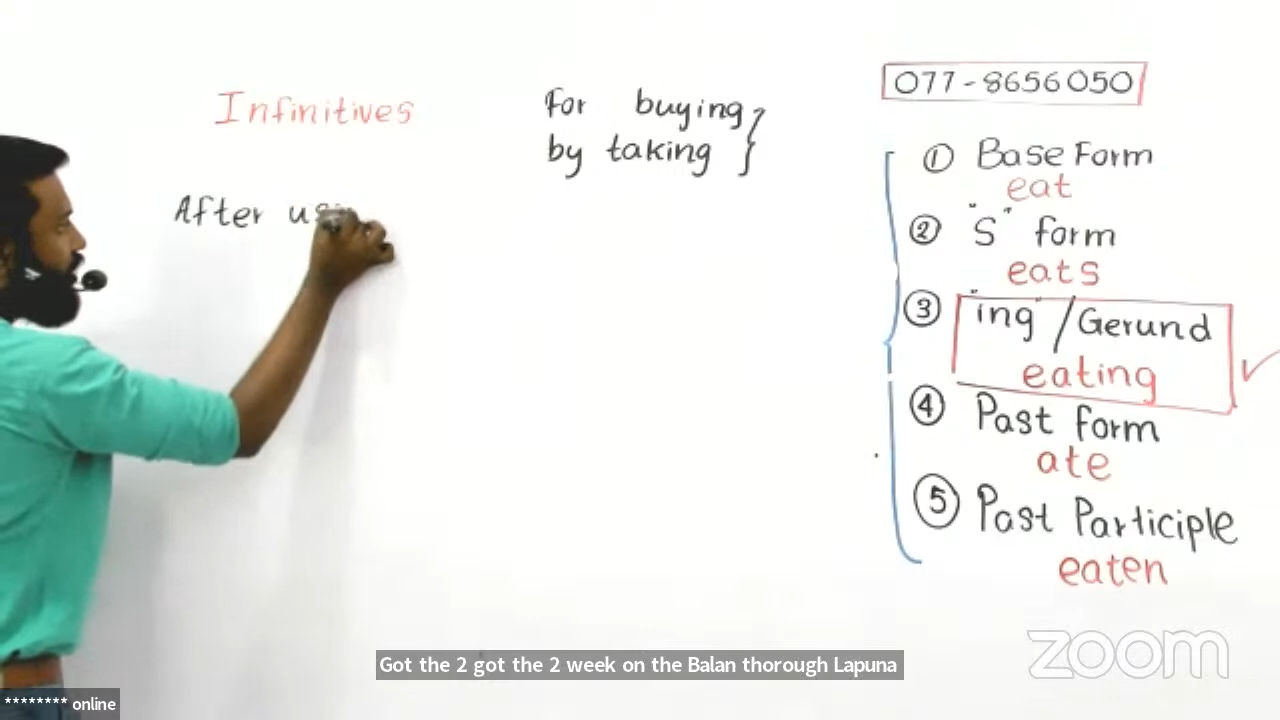 Infinitives
For buying
by taking
After
077-8656050
① Base Form
eat
② "S" form
eats
③ "ing"/Gerund
eating
④ Past form
ate
⑤ Past Participle
eaten
zoom
Got the 2 got the 2 week on the Balan thorough Lapuna
******** online